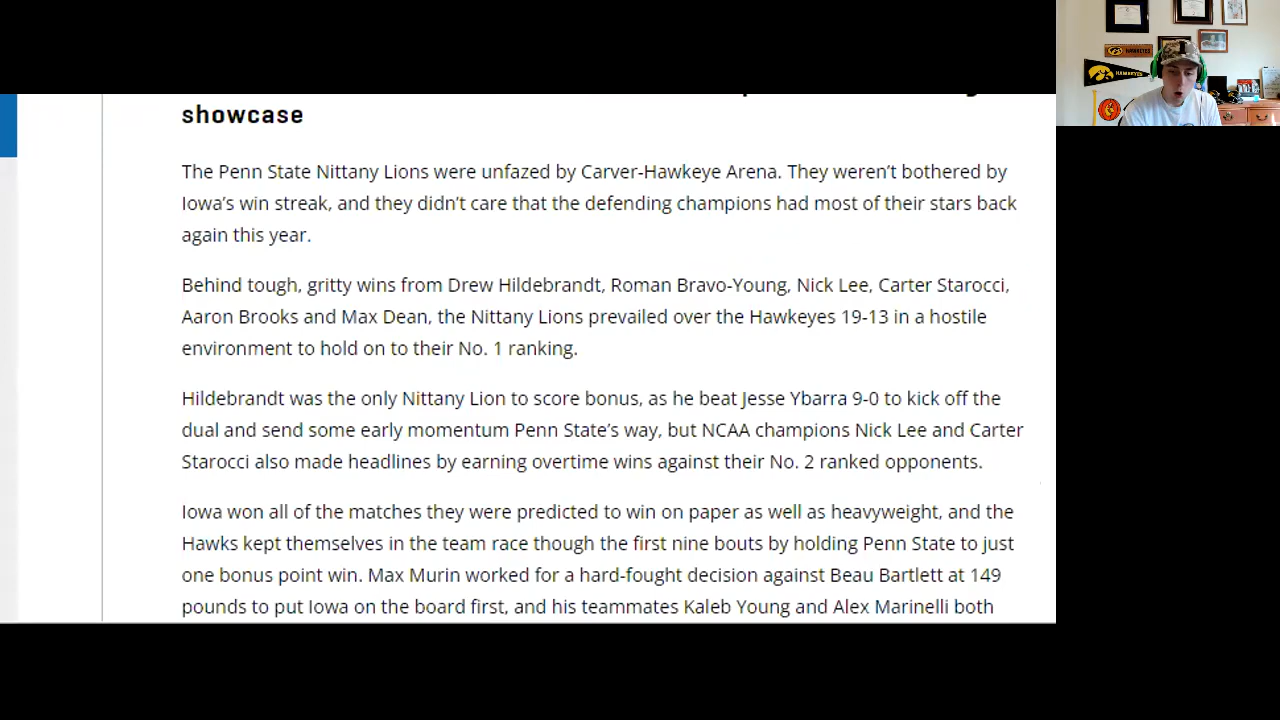 showcase
The Penn State Nittany Lions were unfazed by Carver-Hawkeye Arena. They weren't bothered by
Iowa's win streak, and they didn't care that the defending champions had most of their stars back
again this year.
Behind tough, gritty wins from Drew Hildebrandt, Roman Bravo-Young, Nick Lee, Carter Starocci,
Aaron Brooks and Max Dean, the Nittany Lions prevailed over the Hawkeyes 19-13 in a hostile
environment to hold on to their No. 1 ranking.
Hildebrandt was the only Nittany Lion to score bonus, as he beat Jesse Ybarra 9-0 to kick off the
dual and send some early momentum Penn State's way, but NCAA champions Nick Lee and Carter
Starocci also made headlines by earning overtime wins against their No. 2 ranked opponents.
Iowa won all of the matches they were predicted to win on paper as well as heavyweight, and the
Hawks kept themselves in the team race though the first nine bouts by holding Penn State to just
one bonus point win. Max Murin worked for a hard-fought decision against Beau Bartlett at 149
pounds to put Iowa on the board first, and his teammates Kaleb Young and Alex Marinelli both
HAWKEYES
HAWKEYES